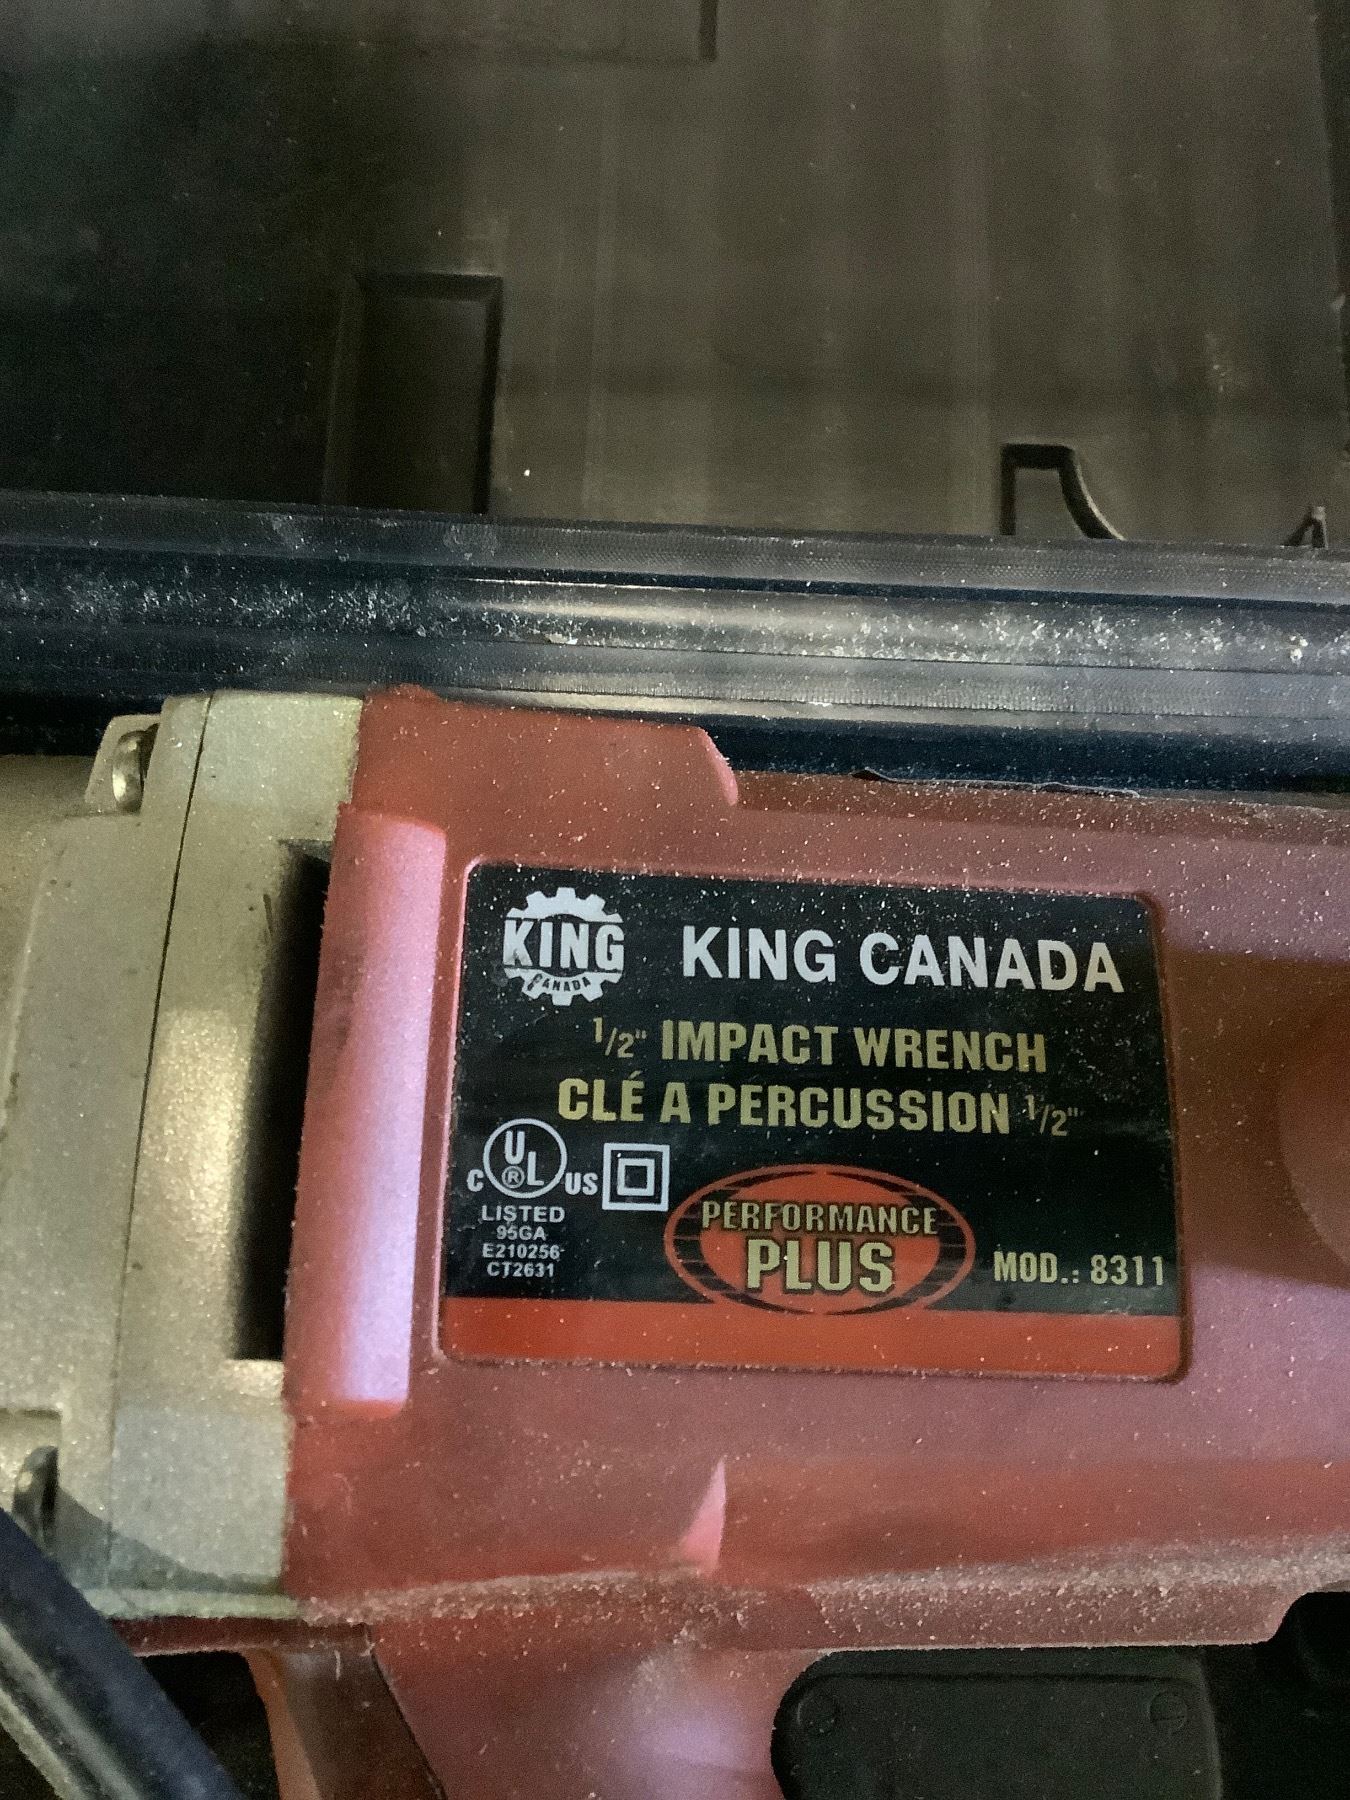 KING
CANADA
KING CANADA
1/2" IMPACT WRENCH
CLÉ A PERCUSSION 1/2"
C UL ® US
LISTED
95GA
E210256
CT2631
PERFORMANCE
PLUS
MOD.: 8311